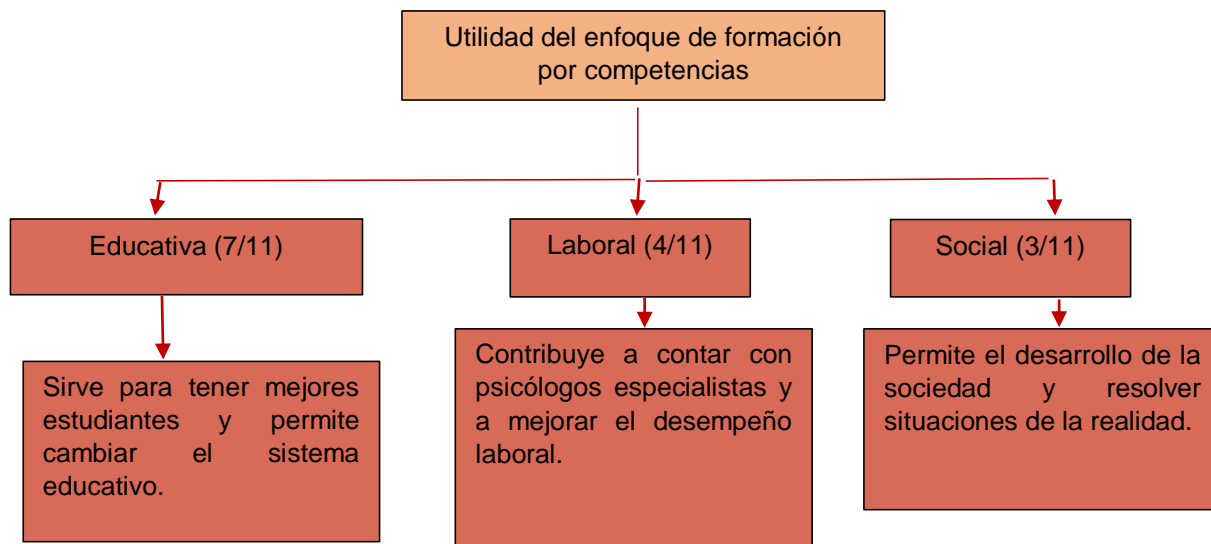 Utilidad del enfoque de formación
por competencias
Educativa (7/11)
Laboral (4/11)
Social (3/11)
Sirve para tener mejores
estudiantes y permite
cambiar el sistema
educativo.
Contribuye a contar con
psicólogos especialistas y
a mejorar el desempeño
laboral.
Permite el desarrollo de la
sociedad y resolver
situaciones de la realidad.